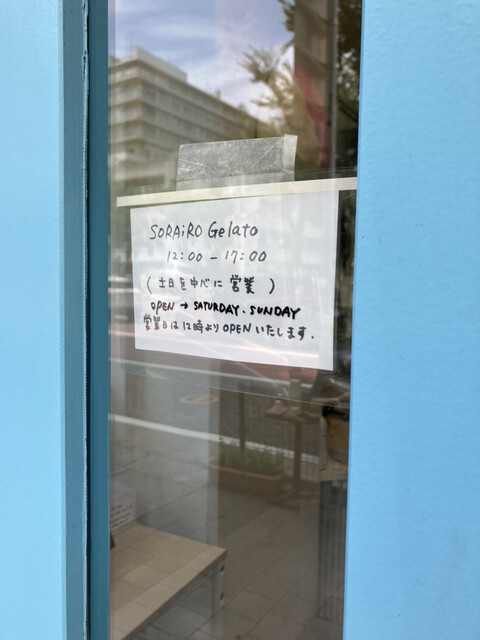 SORAiRO Gelato
12:00 - 17:00
( 土日を中心に営業 )
OPEN → SATURDAY. SUNDAY
営業日は12時よりOPENいたします.